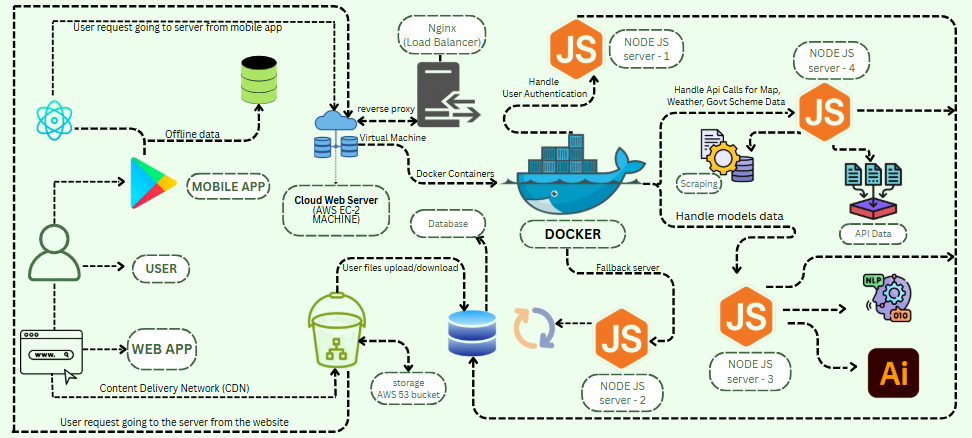 User request going to server from mobile app
Nginx
(Load Balancer)
JS
NODE JS
server - 1
NODE JS
server - 4
Handle
User Authentication
Handle Api Calls for Map,
Weather, Govt Scheme Data
JS
reverse proxy
Offline data
Virtual Machine
Docker Containers
MOBILE APP
Scraping
Cloud Web Server
(AWS EC-2
MACHINE)
Database
Handle models data
DOCKER
API Data
USER
User files upload/download
Fallback server
NLP
010
JS
JS
www.
WEB APP
NODE JS
server - 3
Ai
Content Delivery Network (CDN)
storage
AWS 53 bucket
NODE JS
server - 2
User request going to the server from the website